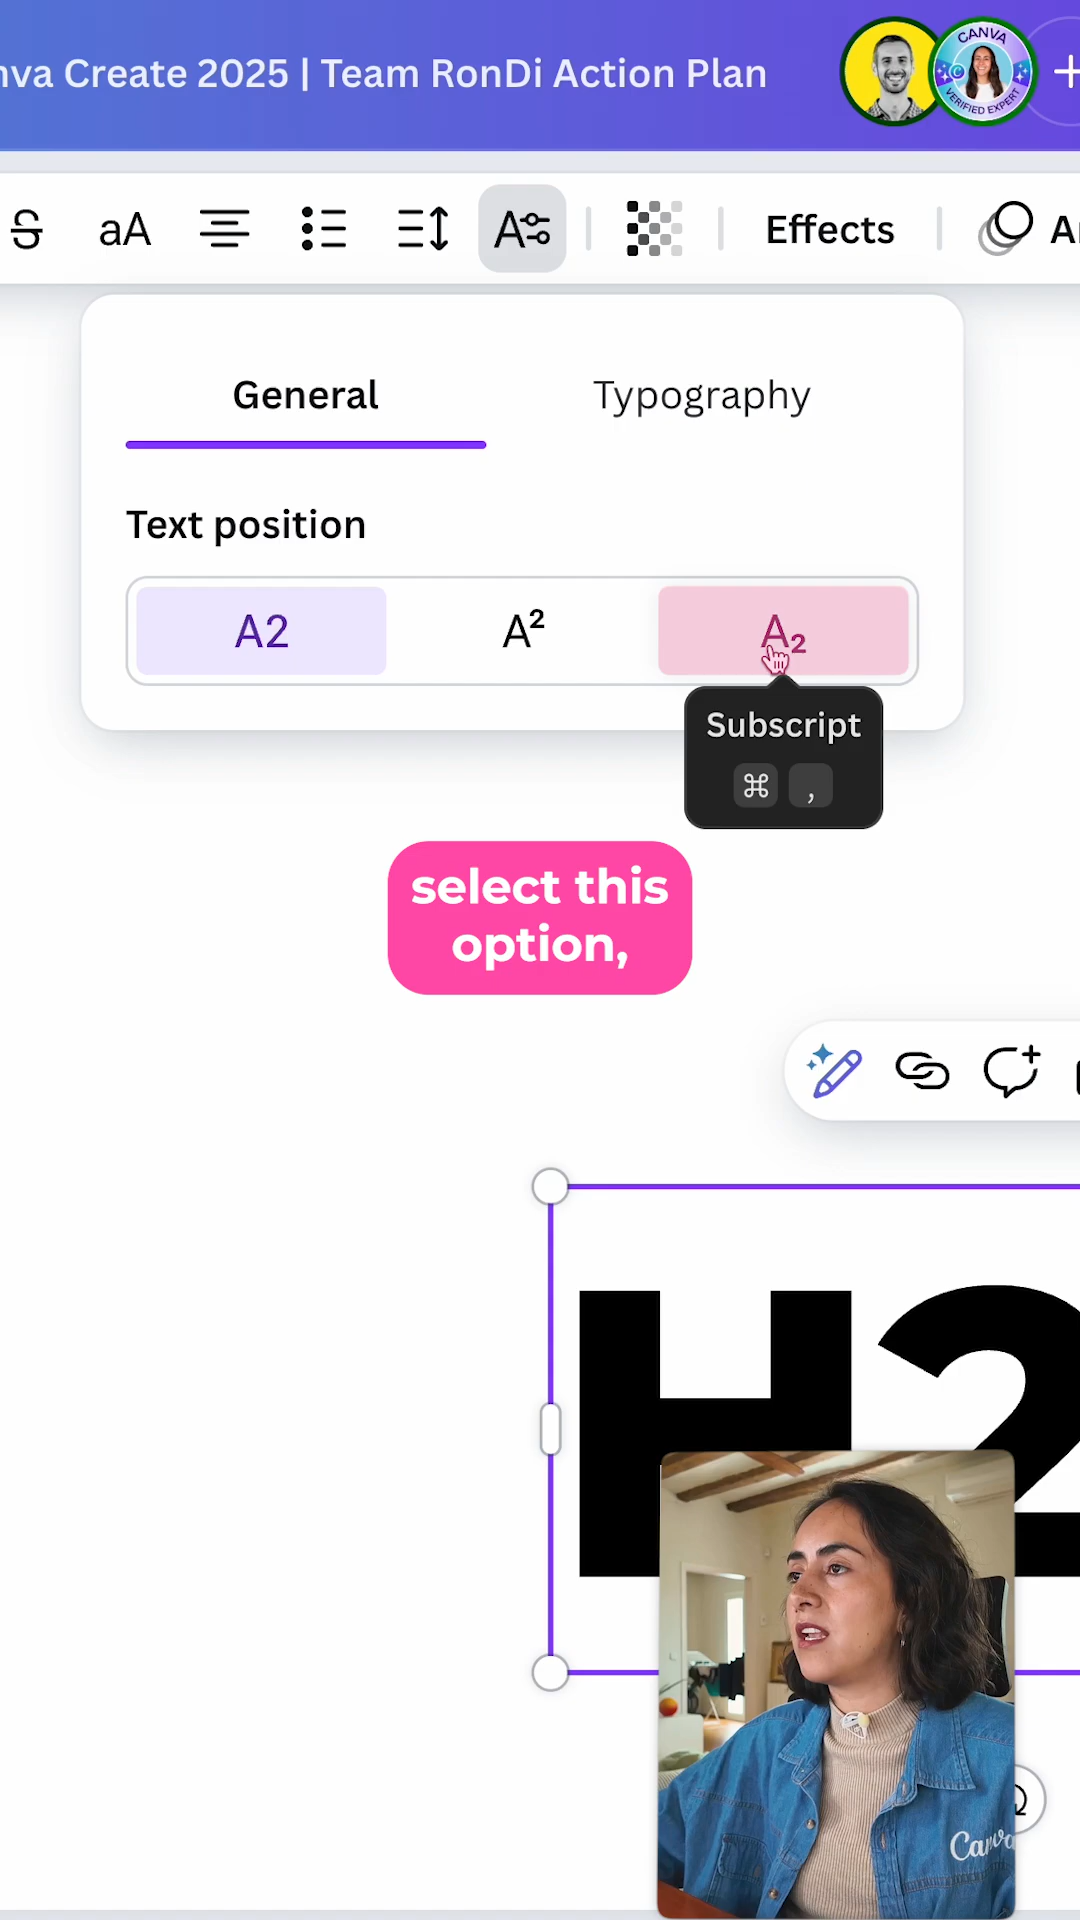 nva Create 2025 | Team RonDi Action Plan
CANVA
VERIFIED EXPERT
S
aA
A
Effects
General
Typography
Text position
A2
A²
A₂
Subscript
⌘ ,
select this
option,
H2